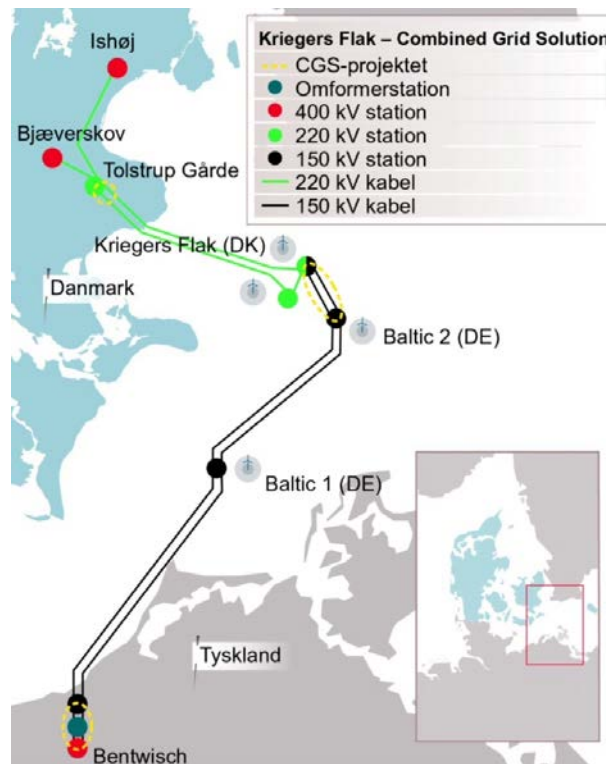 Ishøj
Bjæverskov
Tolstrup Gårde
Kriegers Flak (DK)
Danmark
Baltic 2 (DE)
Baltic 1 (DE)
Tyskland
Bentwisch
Kriegers Flak – Combined Grid Solution
CGS-projektet
Omformerstation
400 kV station
220 kV station
150 kV station
220 kV kabel
150 kV kabel